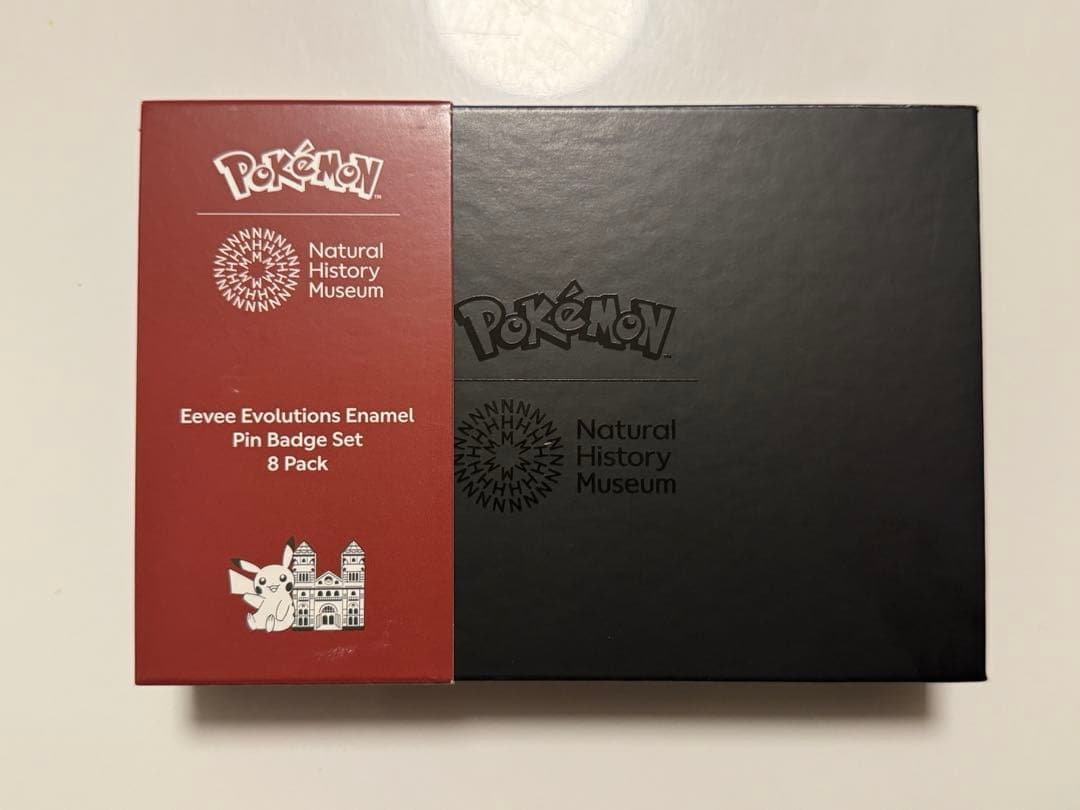 POKÉMON
Natural
History
Museum
Eevee Evolutions Enamel
Pin Badge Set
8 Pack
POKÉMON
Natural
History
Museum